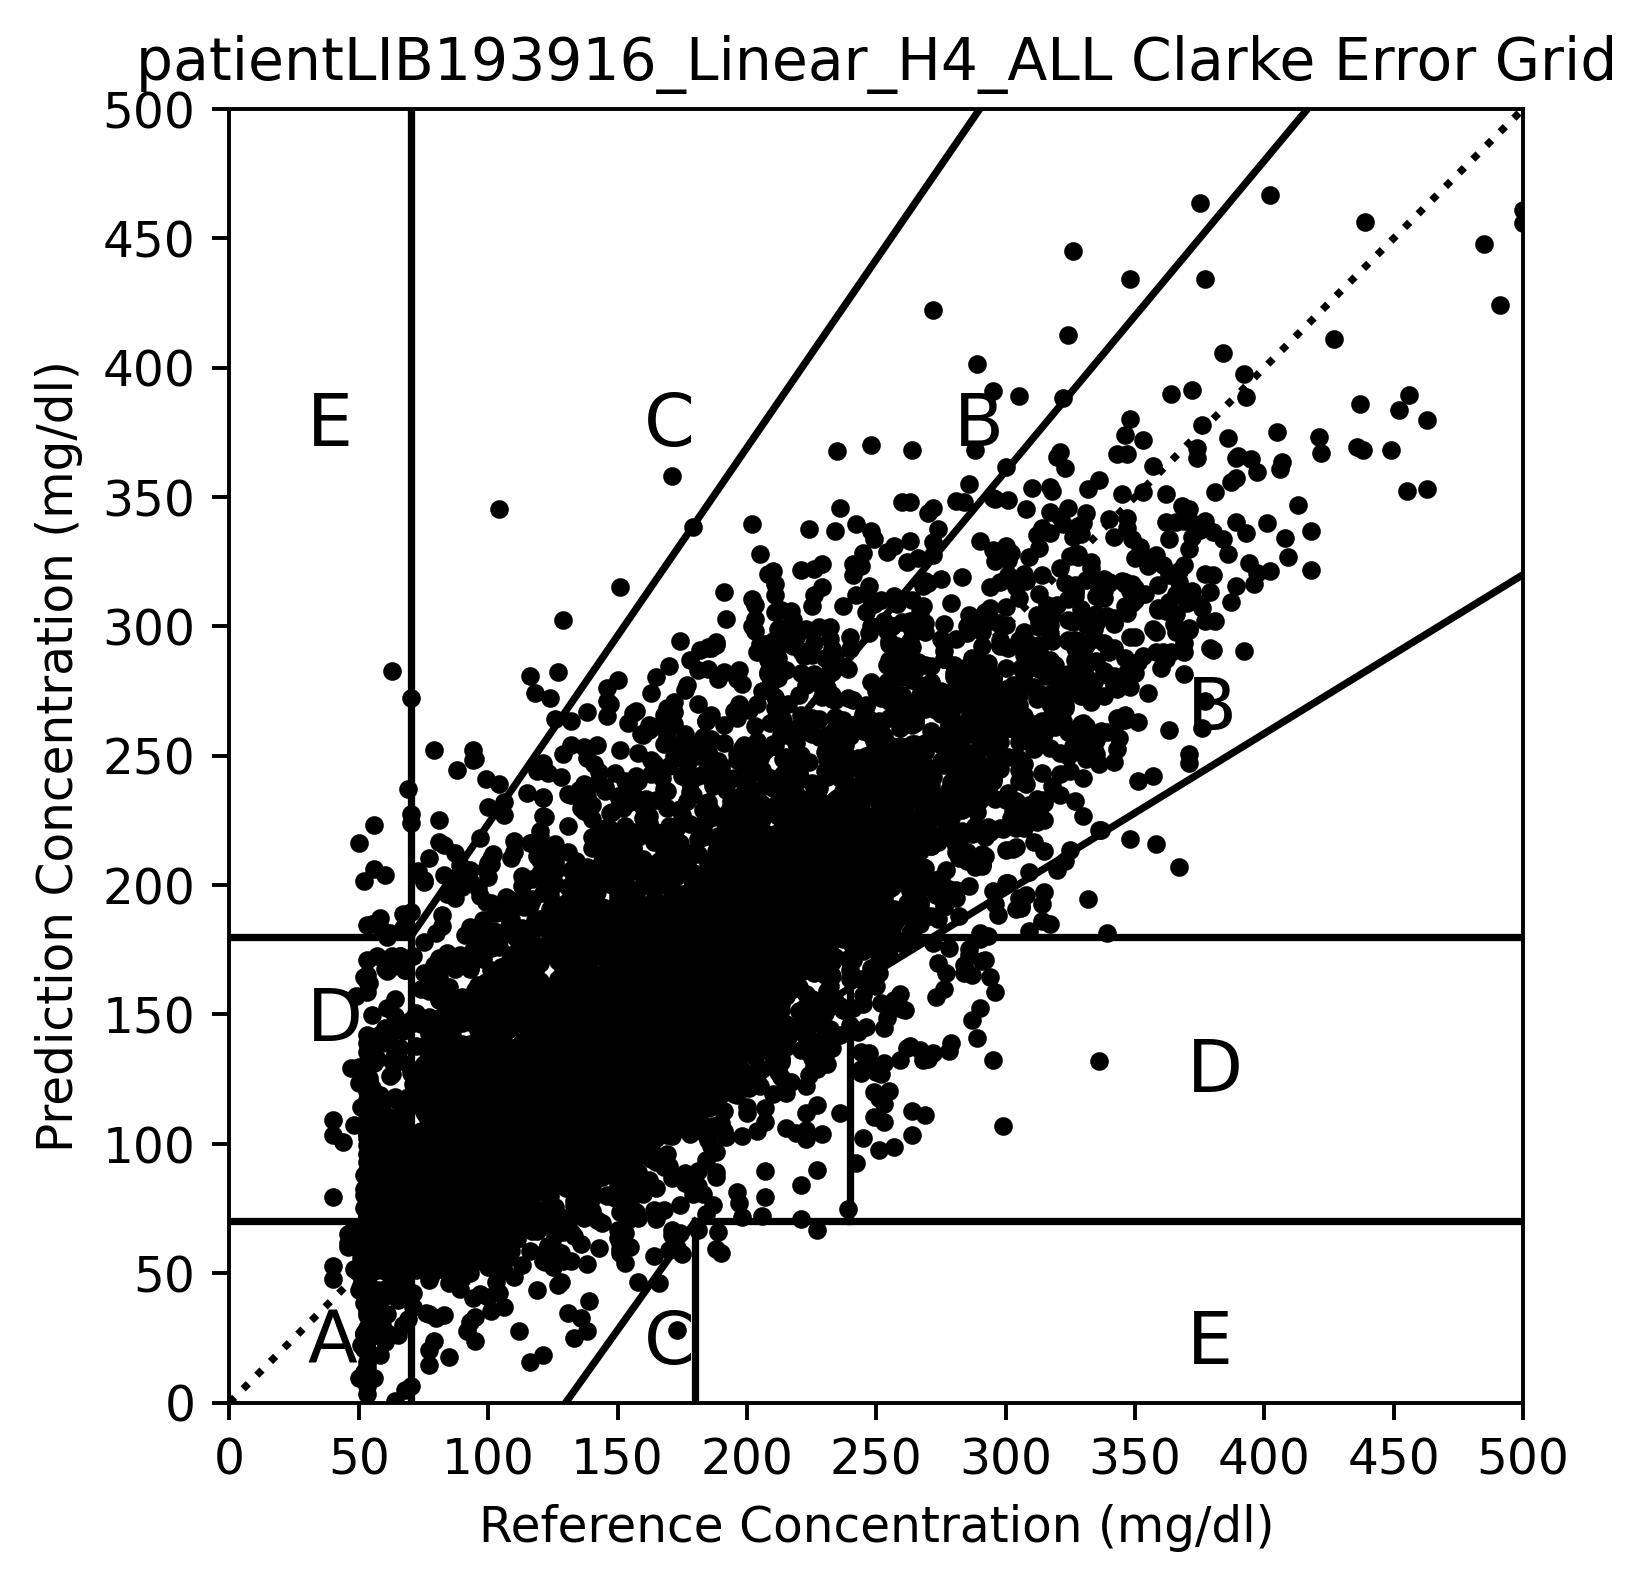 patientLIB193916_Linear_H4_ALL Clarke Error Grid
500
450
400
350
300
250
200
150
100
50
0
Prediction Concentration (mg/dl)
E
C
B
B
D
D
A
C
E
0 50 100 150 200 250 300 350 400 450 500
Reference Concentration (mg/dl)